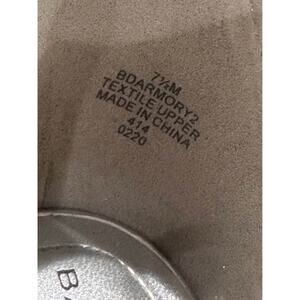 7½M
BDARMORY2
TEXTILE UPPER
MADE IN CHINA
414
0220
B